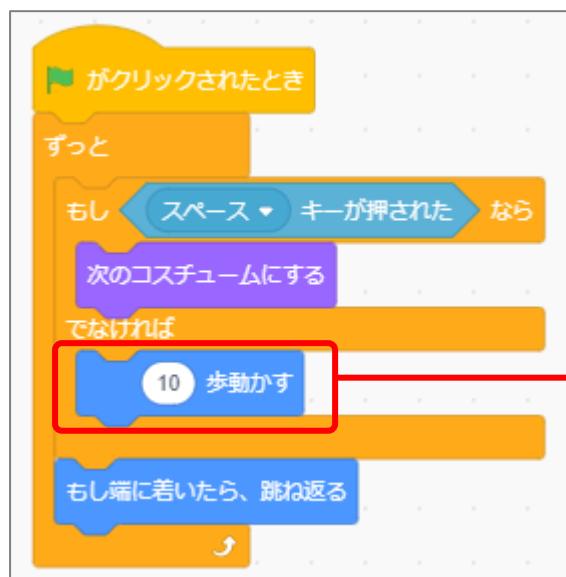 がクリックされたとき
ずっと
もし スペース キーが押された なら
次のコスチュームにする
でなければ
10 歩動かす
もし端に着いたら、跳ね返る